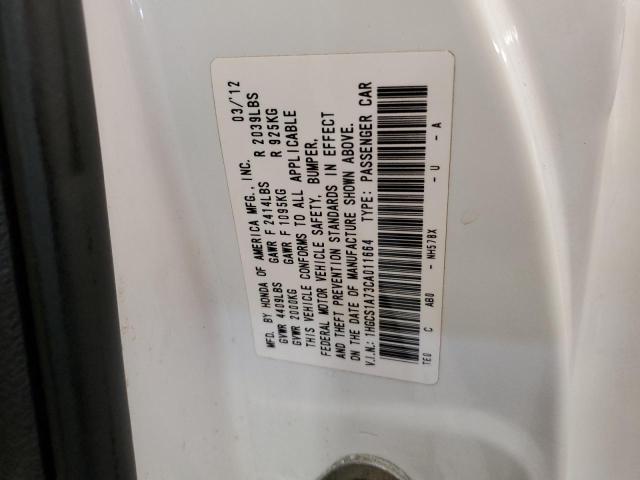 MFD. BY HONDA OF AMERICA MFG., INC. 03/12
GVWR 4409LBS GAWR F 2414LBS R 2039LBS
GVWR 2000KG GAWR F 1095KG R 925KG
THIS VEHICLE CONFORMS TO ALL APPLICABLE
FEDERAL MOTOR VEHICLE SAFETY, BUMPER,
AND THEFT PREVENTION STANDARDS IN EFFECT
ON THE DATE OF MANUFACTURE SHOWN ABOVE.
V.I.N.: 1HGCS1A73CA011664 TYPE: PASSENGER CAR
TE0 C AB0 - NH578X - U - A